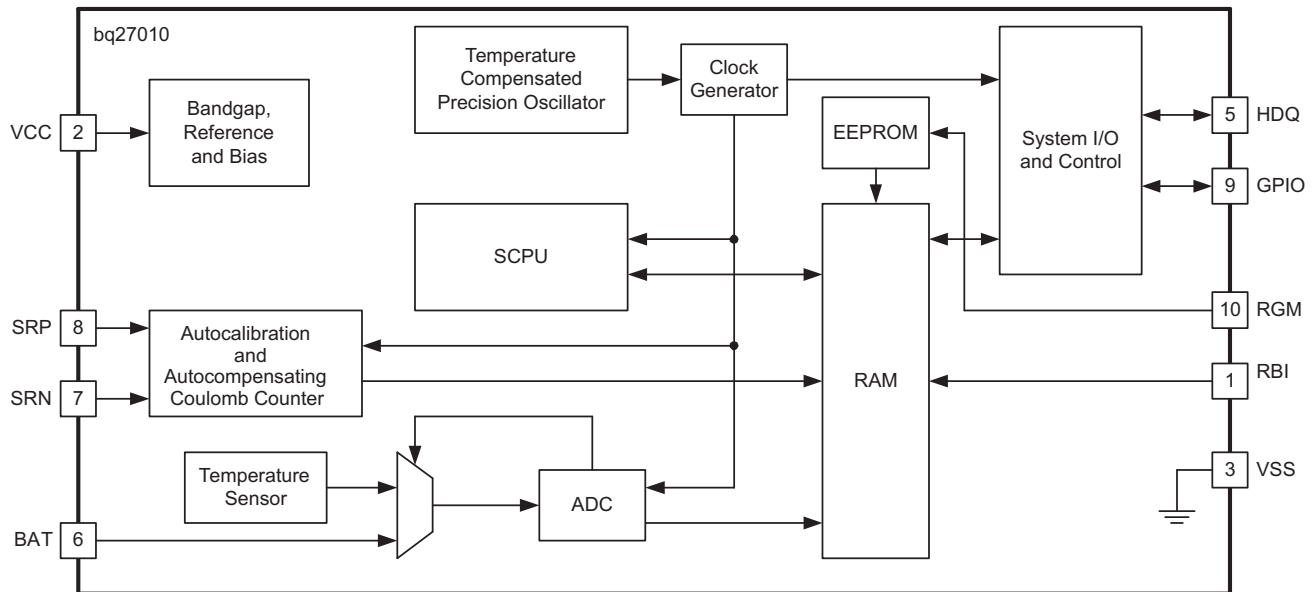 bq27010
Temperature
Compensated
Precision Oscillator
Clock
Generator
Bandgap,
Reference
and Bias
VCC
2
EEPROM
System I/O
and Control
5
HDQ
9
GPIO
SCPU
SRP
8
SRN
7
Autocalibration
and
Autocompensating
Coulomb Counter
RAM
10
RGM
1
RBI
Temperature
Sensor
ADC
3
VSS
BAT
6